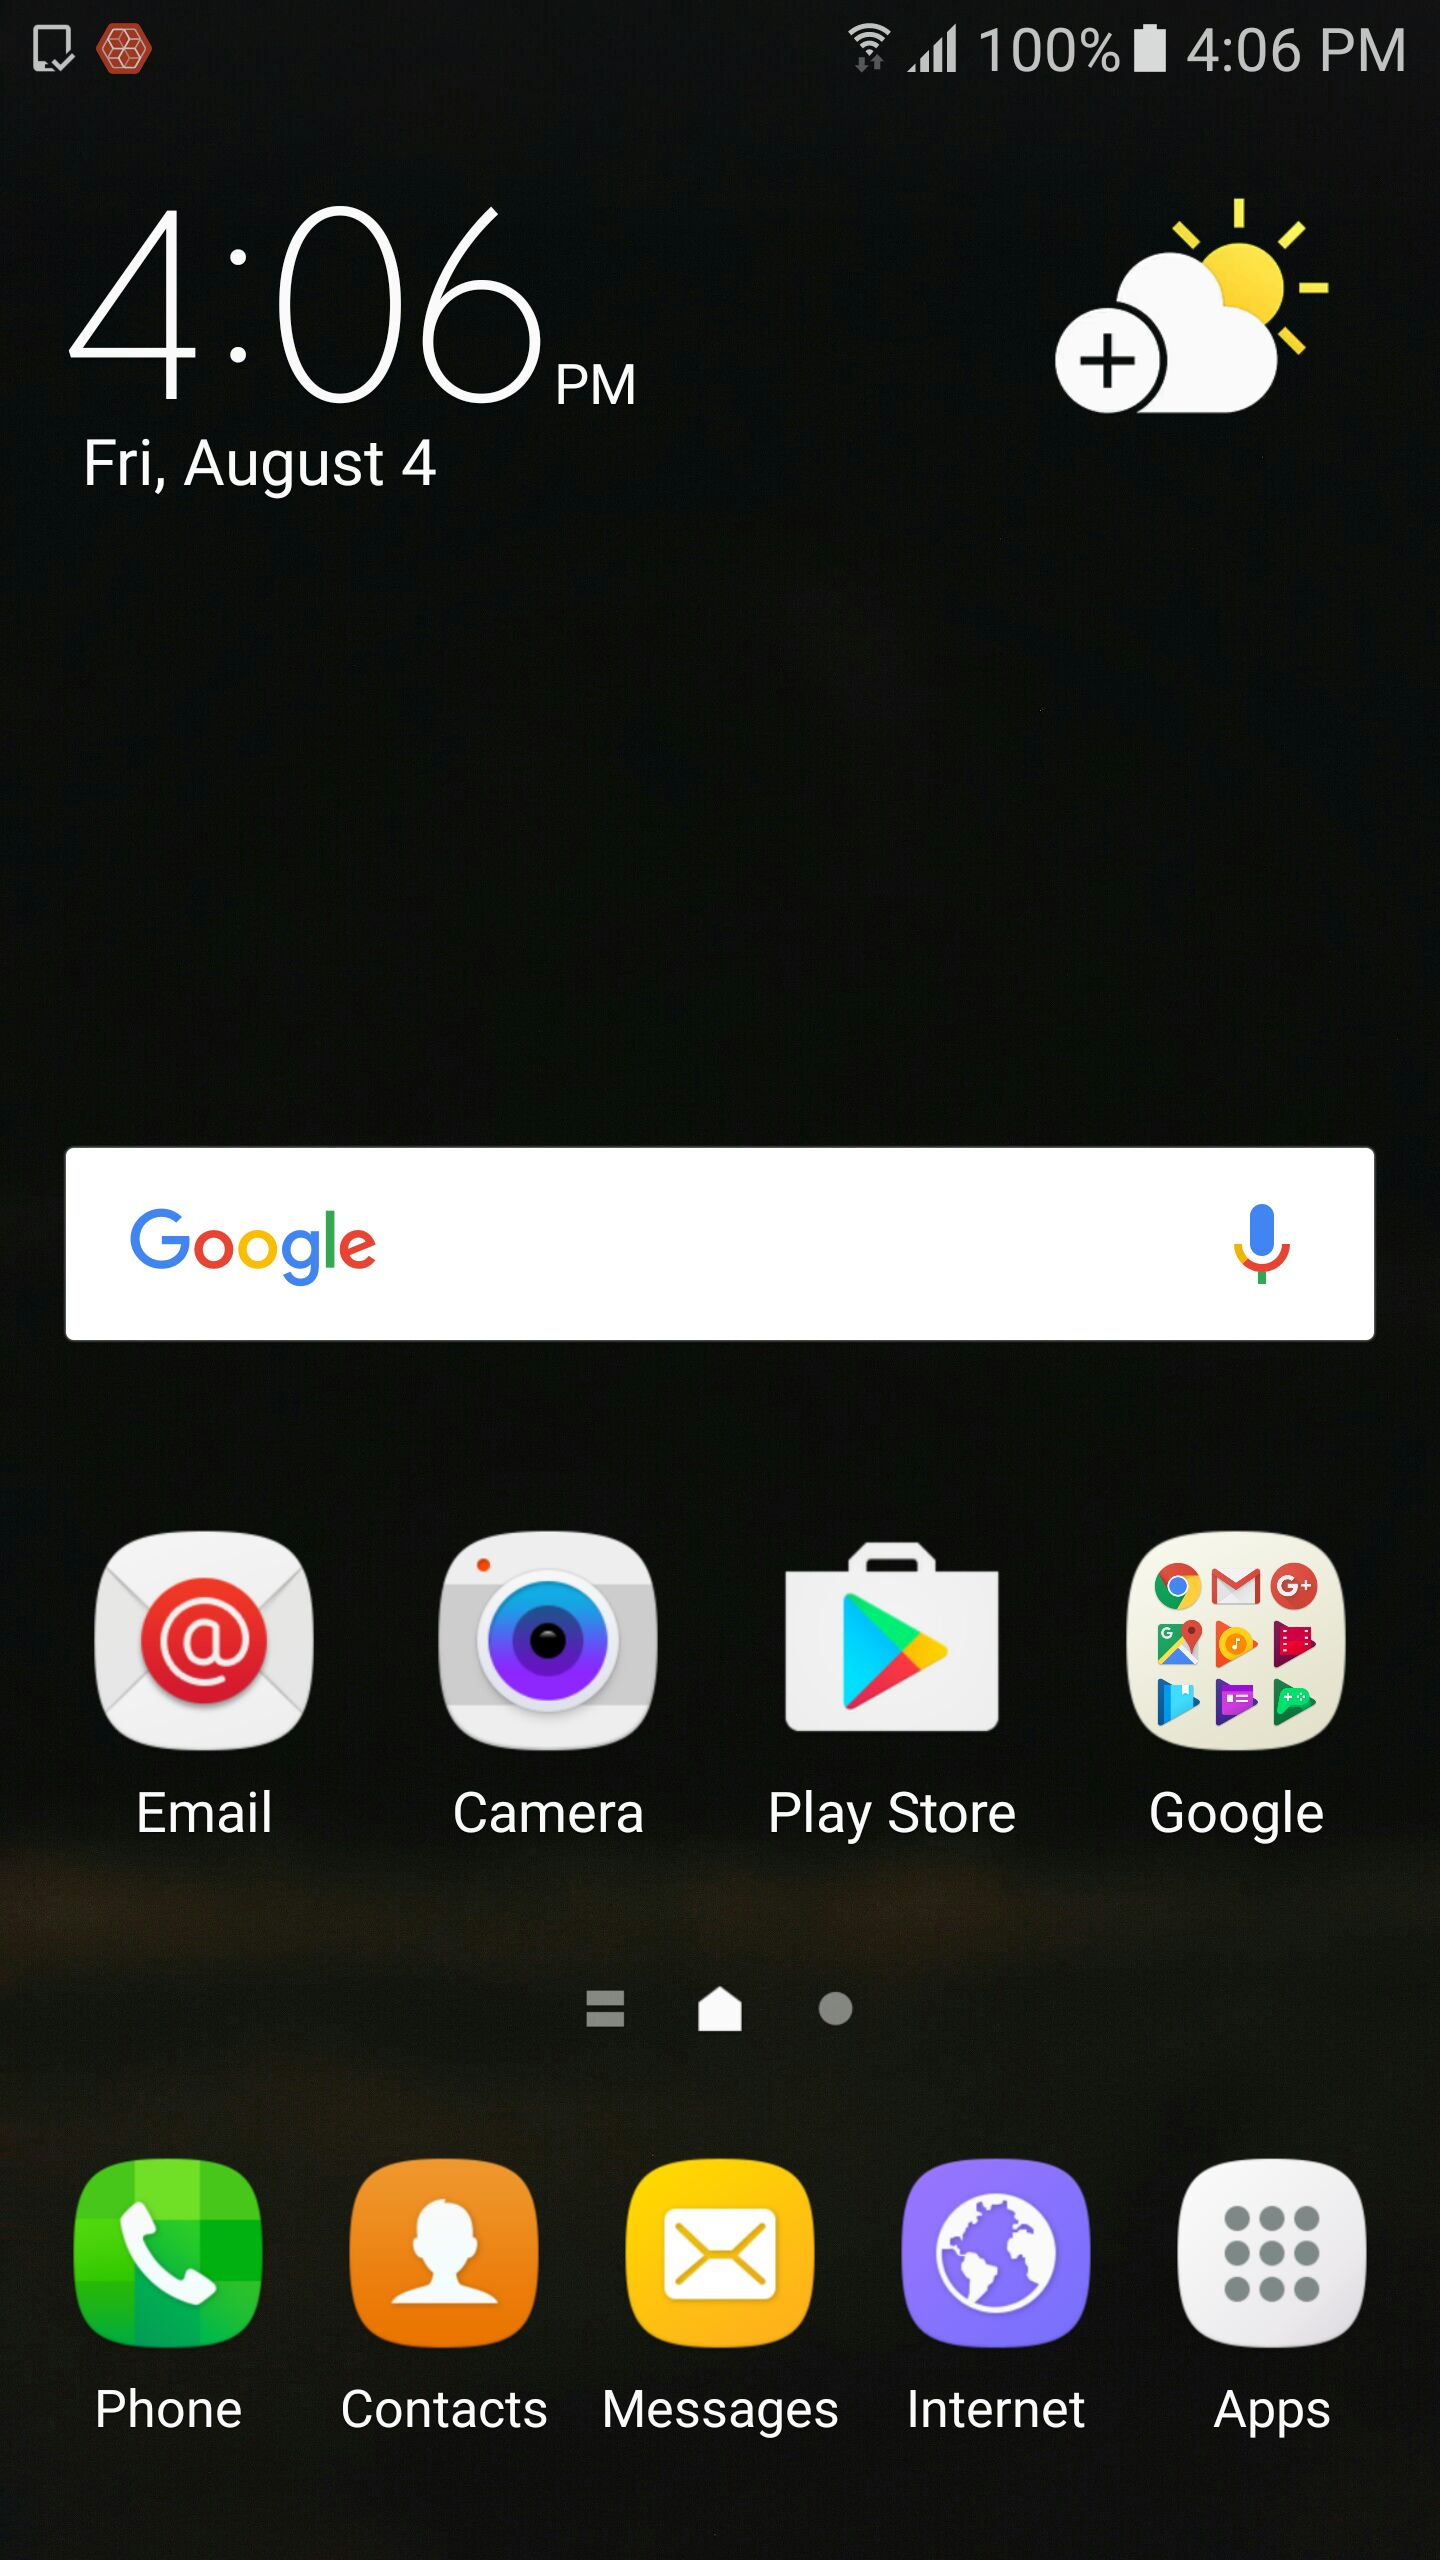 100% 4:06 PM
4:06 PM
Fri, August 4
Google
Email Camera Play Store Google
Phone Contacts Messages Internet Apps